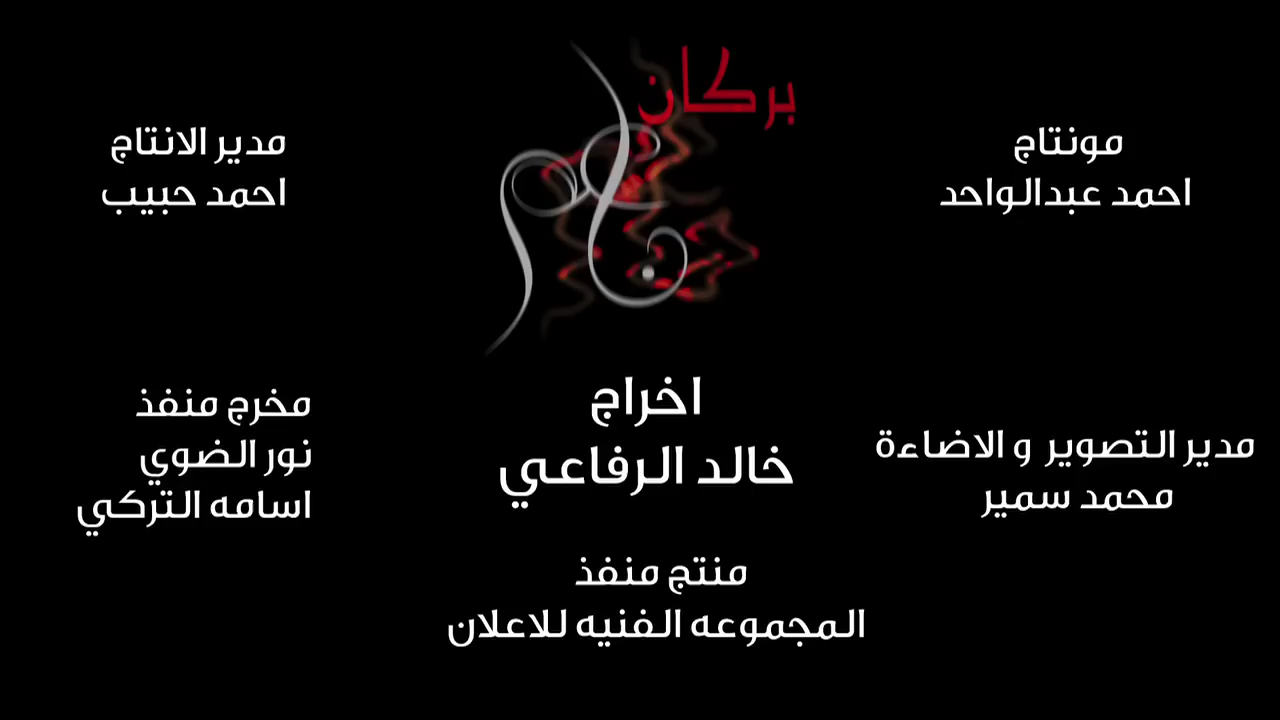 بركان
مونتاج
احمد عبدالواحد
مدير الانتاج
احمد حبيب
اخراج
خالد الرفاعي
مدير التصوير و الاضاءة
محمد سمير
مخرج منفذ
نور الضوي
اسامه التركي
منتج منفذ
المجموعه الفنيه للاعلان